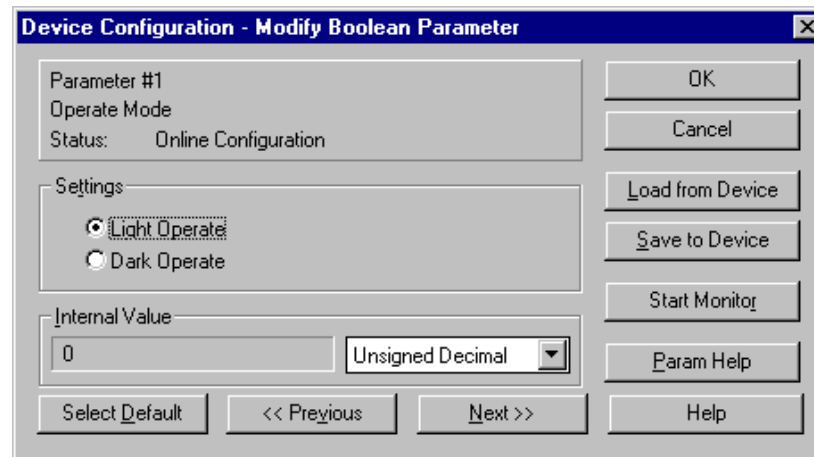 Device Configuration - Modify Boolean Parameter
Parameter #1
Operate Mode
Status: Online Configuration
OK
Cancel
Settings
Light Operate
Dark Operate
Load from Device
Save to Device
Start Monitor
Internal Value
0 Unsigned Decimal
Param Help
Select Default << Previous Next >> Help